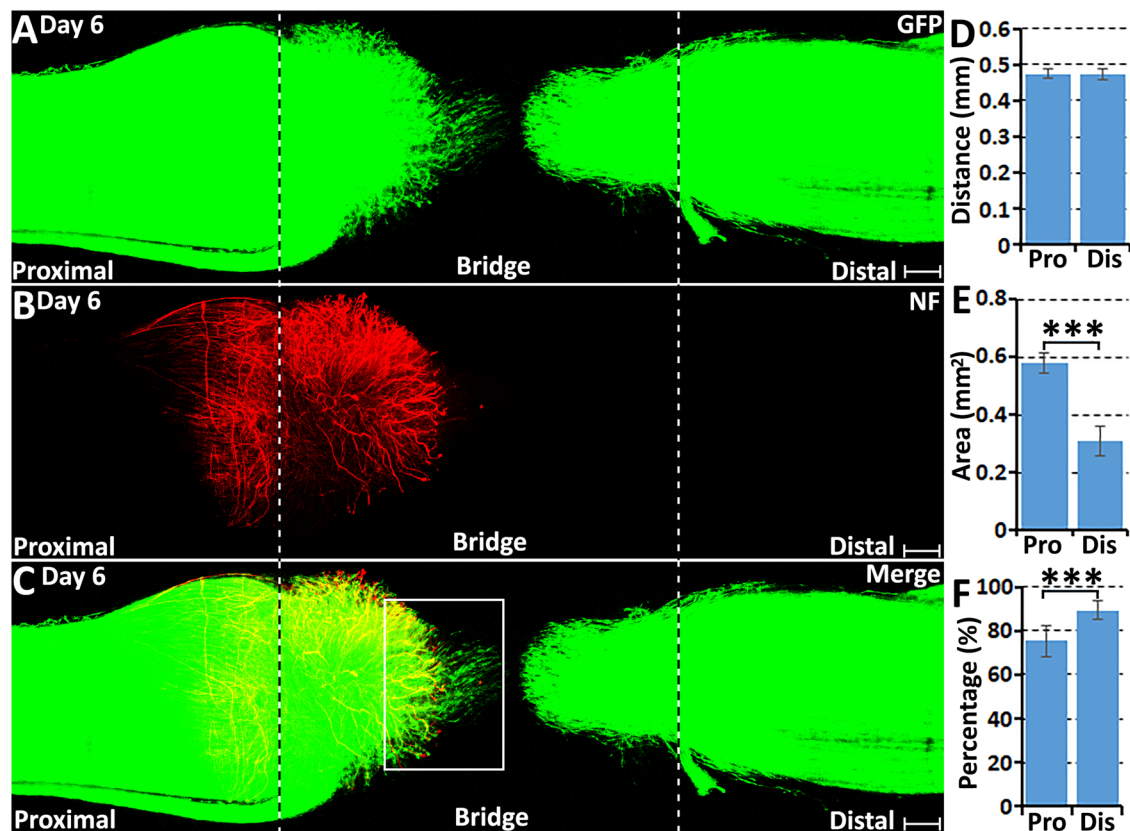 A Day 6 GFP
Proximal Bridge Distal
B Day 6 NF
Proximal Bridge Distal
C Day 6 Merge
Proximal Bridge Distal
D
Distance (mm)
0.6
0.5
0.4
0.3
0.2
0.1
0
Pro Dis
E
Area (mm²)
0.8
0.6
0.4
0.2
0
***
Pro Dis
F
Percentage (%)
100
80
60
40
20
0
***
Pro Dis